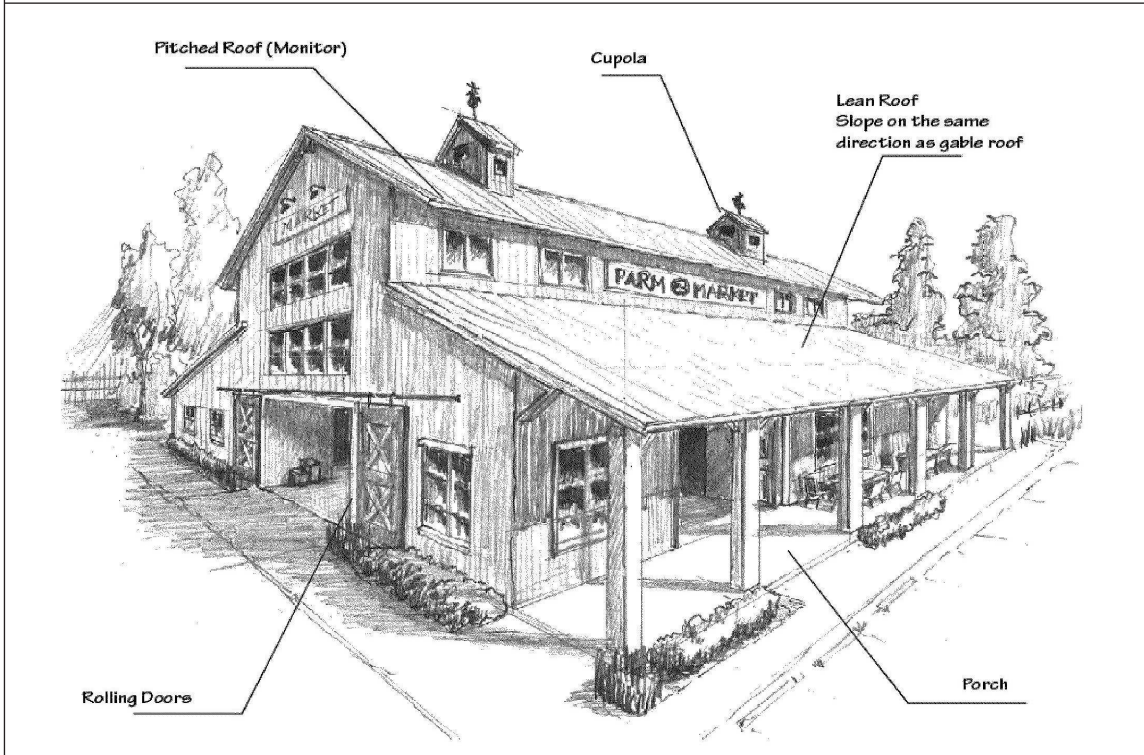 Pitched Roof (Monitor)
Cupola
Lean Roof
Slope on the same
direction as gable roof
MARKET
FARM MARKET
Rolling Doors
Porch